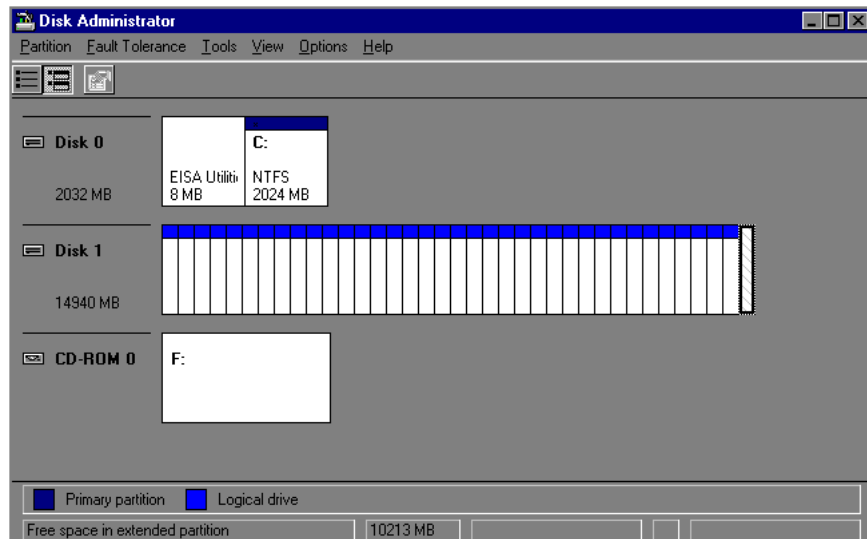 Disk Administrator
Partition Fault Tolerance Tools View Options Help
Disk 0
2032 MB
EISA Utiliti
8 MB
C:
NTFS
2024 MB
Disk 1
14940 MB
CD-ROM 0
F:
Primary partition Logical drive
Free space in extended partition 10213 MB